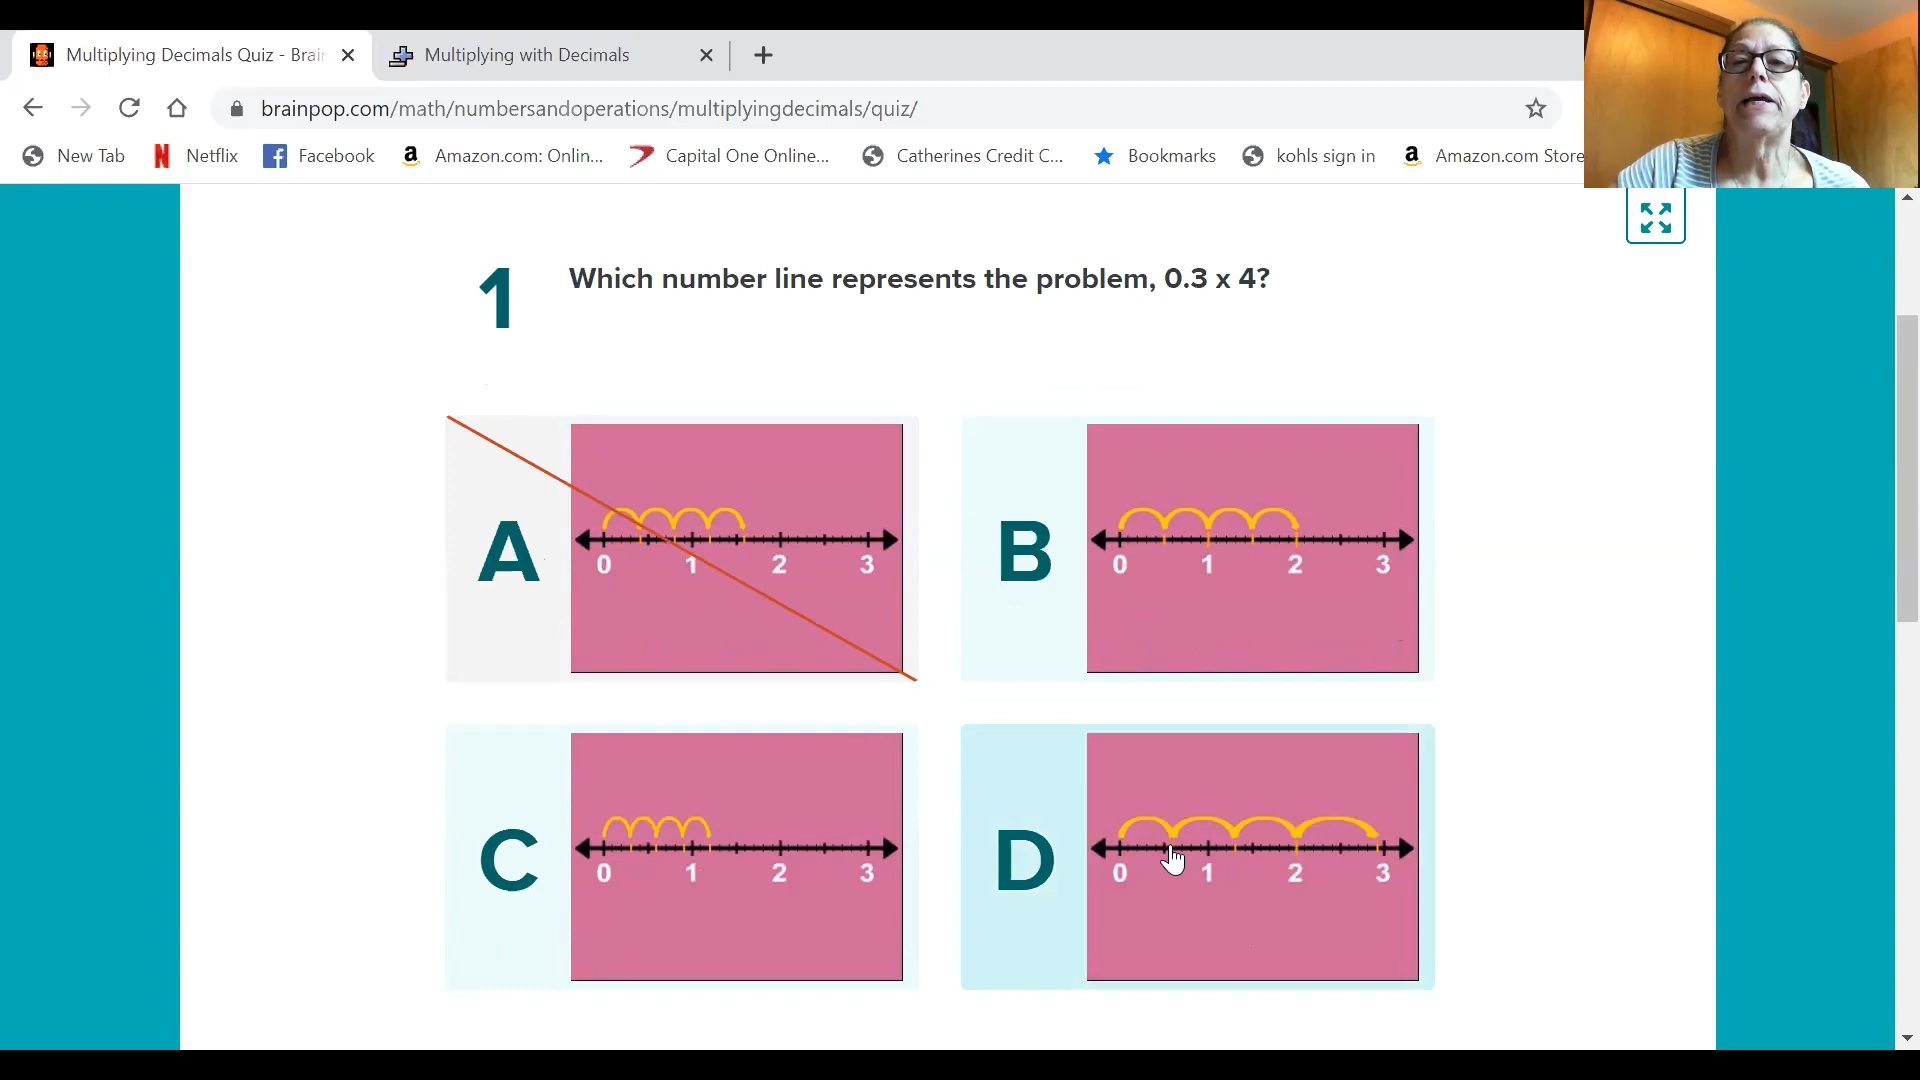 Multiplying Decimals Quiz - Brain
Multiplying with Decimals
brainpop.com/math/numbersandoperations/multiplyingdecimals/quiz/
New Tab
Netflix
Facebook
Amazon.com: Onlin...
Capital One Online...
Catherines Credit C...
Bookmarks
kohls sign in
Amazon.com Store
1 Which number line represents the problem, 0.3 x 4?
A
0 1 2 3
B
0 1 2 3
C
0 1 2 3
D
0 1 2 3